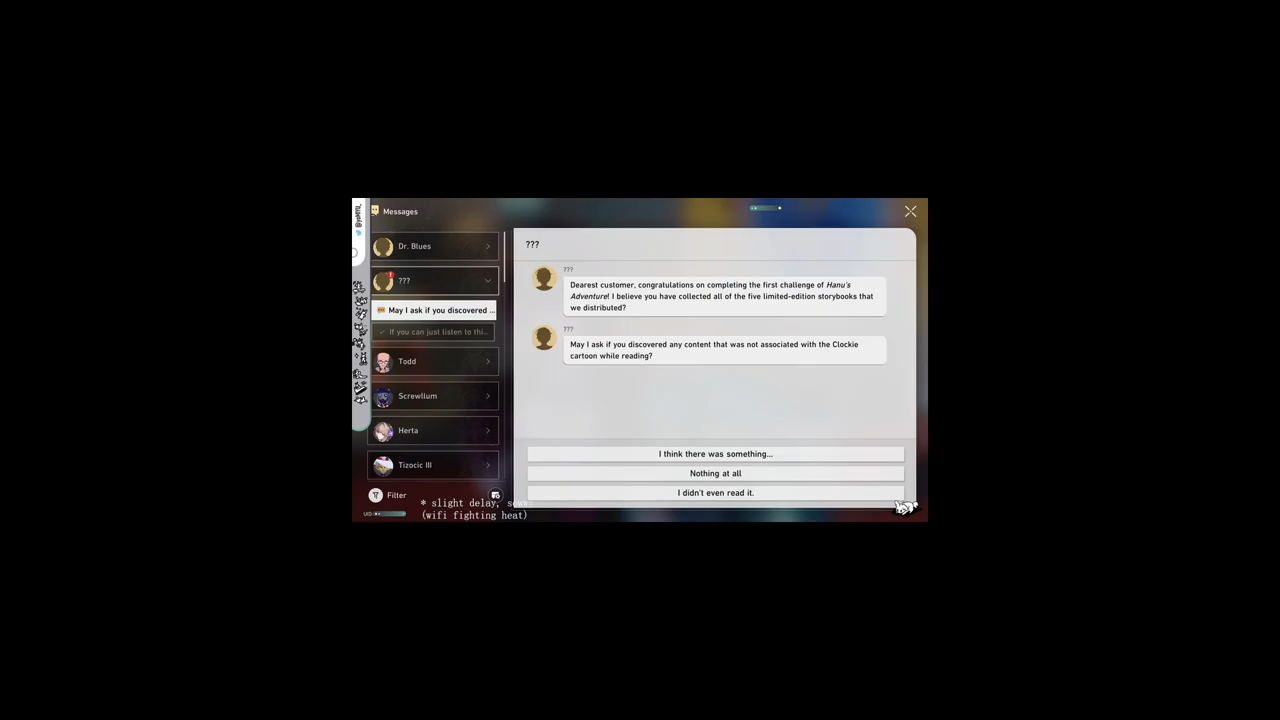 @yoMYU_
Messages
Dr. Blues
???
May I ask if you discovered ...
If you can just listen to thi...
Todd
Screwllum
Herta
Tizocic III
Filter
UID
* slight delay,
(wifi fighting heat)
???
???
Dearest customer, congratulations on completing the first challenge of Hanu's
Adventure! I believe you have collected all of the five limited-edition storybooks that
we distributed?
???
May I ask if you discovered any content that was not associated with the Clockie
cartoon while reading?
I think there was something...
Nothing at all
I didn't even read it.